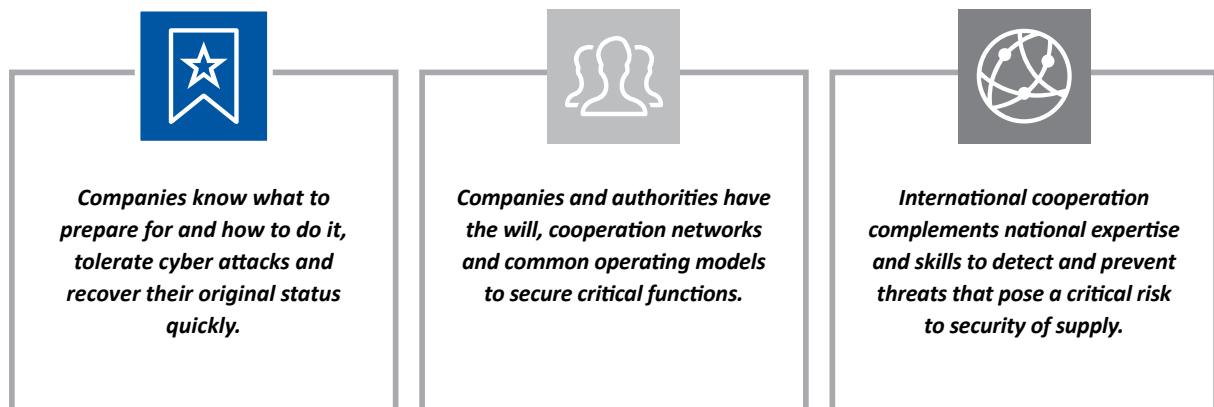 Companies know what to
prepare for and how to do it,
tolerate cyber attacks and
recover their original status
quickly.
Companies and authorities have
the will, cooperation networks
and common operating models
to secure critical functions.
International cooperation
complements national expertise
and skills to detect and prevent
threats that pose a critical risk
to security of supply.